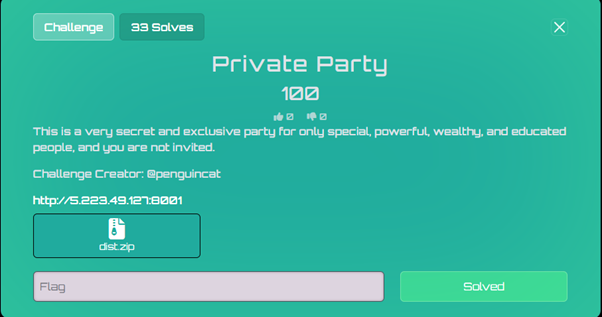 Challenge
33 Solves
Private Party
100
0 0
This is a very secret and exclusive party for only special, powerful, wealthy, and educated
people, and you are not invited.
Challenge Creator: @penguincat
http://5.223.49.127:8001
dist.zip
Flag
Solved